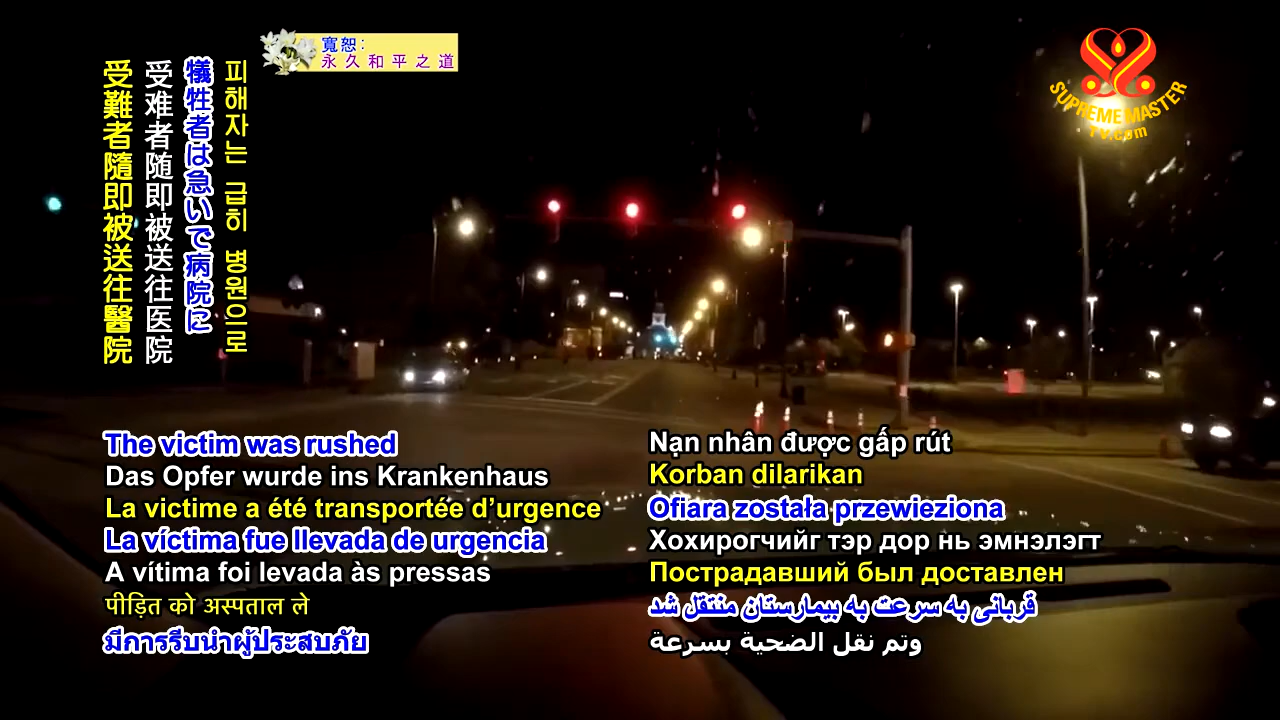 寬恕：
永久和平之道
SUPREME MASTER
TV.com
受難者隨即被送往醫院
受难者随即被送往医院
犠牲者は急いで病院に
피해자는 급히 병원으로
The victim was rushed
Das Opfer wurde ins Krankenhaus
La victime a été transportée d’urgence
La víctima fue llevada de urgencia
A vítima foi levada às pressas
पीड़ित को अस्पताल ले
มีการรีบนำผู้ประสบภัย
Nạn nhân được gấp rút
Korban dilarikan
Ofiara została przewieziona
Хохирогчийг тэр дор нь эмнэлэгт
Пострадавший был доставлен
قربانی به سرعت به بیمارستان منتقل شد
وتم نقل الضحية بسرعة